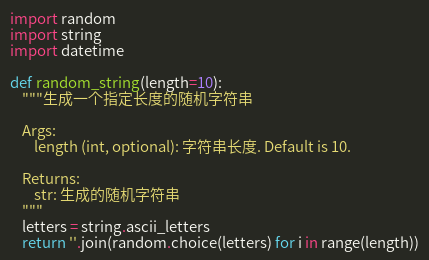 import random
import string
import datetime

def random_string(length=10):
    """生成一个指定长度的随机字符串

    Args:
        length (int, optional): 字符串长度. Default is 10.

    Returns:
        str: 生成的随机字符串
    """
    letters = string.ascii_letters
    return ''.join(random.choice(letters) for i in range(length))